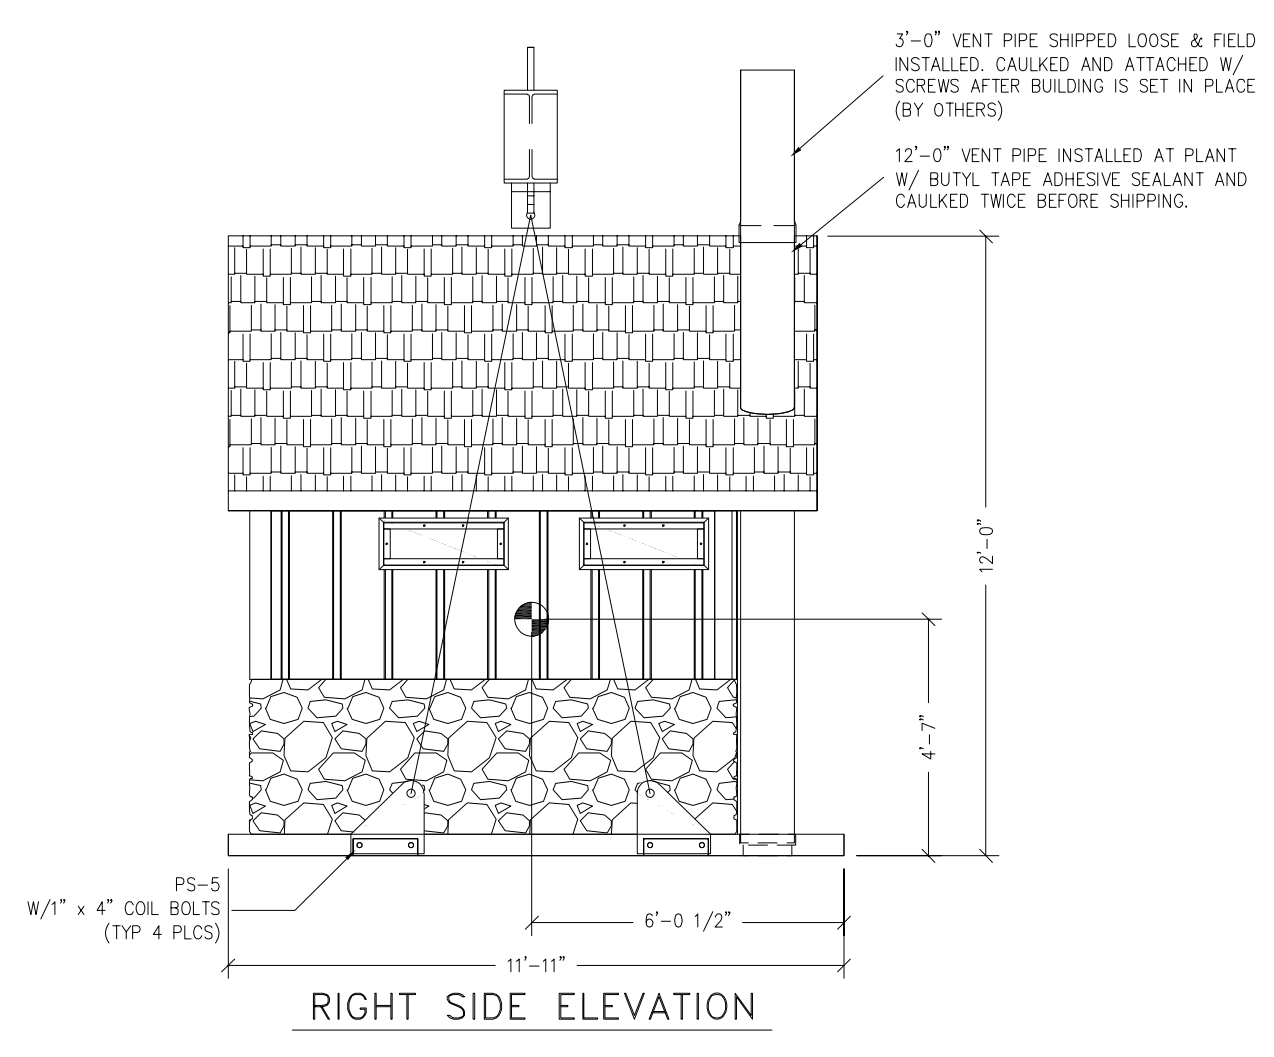 3'-0" VENT PIPE SHIPPED LOOSE & FIELD
INSTALLED. CAULKED AND ATTACHED W/
SCREWS AFTER BUILDING IS SET IN PLACE
(BY OTHERS)
12'-0" VENT PIPE INSTALLED AT PLANT
W/ BUTYL TAPE ADHESIVE SEALANT AND
CAULKED TWICE BEFORE SHIPPING.
12'-0"
4'-7"
PS-5
W/1" x 4" COIL BOLTS
(TYP 4 PLCS)
6'-0 1/2"
11'-11"
RIGHT SIDE ELEVATION